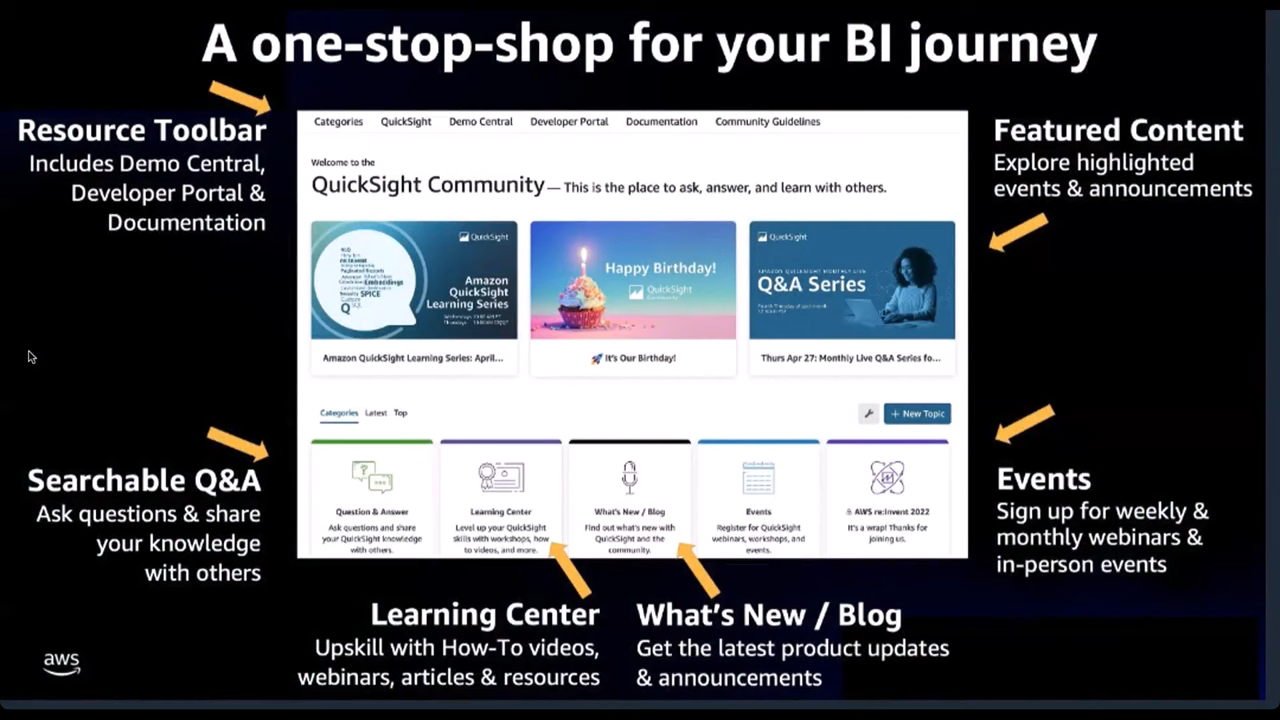 A one-stop-shop for your BI journey
Resource Toolbar
Includes Demo Central,
Developer Portal &
Documentation
Searchable Q&A
Ask questions & share
your knowledge
with others
Categories QuickSight Demo Central Developer Portal Documentation Community Guidelines
Welcome to the
QuickSight Community — This is the place to ask, answer, and learn with others.
QuickSight
Embeddings
SPICE
Q
Amazon
QuickSight
Learning Series
Amazon QuickSight Learning Series: April...
Happy Birthday!
QuickSight
Community
🚀 It's Our Birthday!
QuickSight
AMAZON QUICKSIGHT MONTHLY LIVE
Q&A Series
Thurs Apr 27: Monthly Live Q&A Series fo...
Categories Latest Top
+ New Topic
Question & Answer
Ask questions and share
your QuickSight knowledge
with others.
Learning Center
Level up your QuickSight
skills with workshops, how
to videos, and more.
What's New / Blog
Find out what's new with
QuickSight and the
community.
Events
Register for QuickSight
webinars, workshops, and
events.
AWS re:Invent 2022
It's a wrap! Thanks for
joining us.
Featured Content
Explore highlighted
events & announcements
Events
Sign up for weekly &
monthly webinars &
in-person events
Learning Center
Upskill with How-To videos,
webinars, articles & resources
What's New / Blog
Get the latest product updates
& announcements
aws